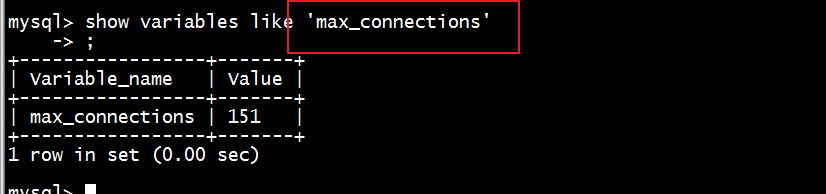 mysql> show variables like 'max_connections'
    -> ;
+-----------------+-------+
| Variable_name   | Value |
+-----------------+-------+
| max_connections | 151   |
+-----------------+-------+
1 row in set (0.00 sec)
mysql>